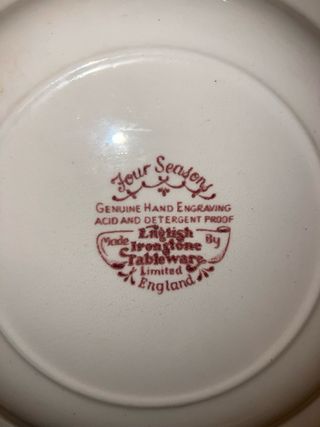 Four Seasons
GENUINE HAND ENGRAVING
ACID AND DETERGENT PROOF
Made English By
Ironstone
Tableware
Limited
England